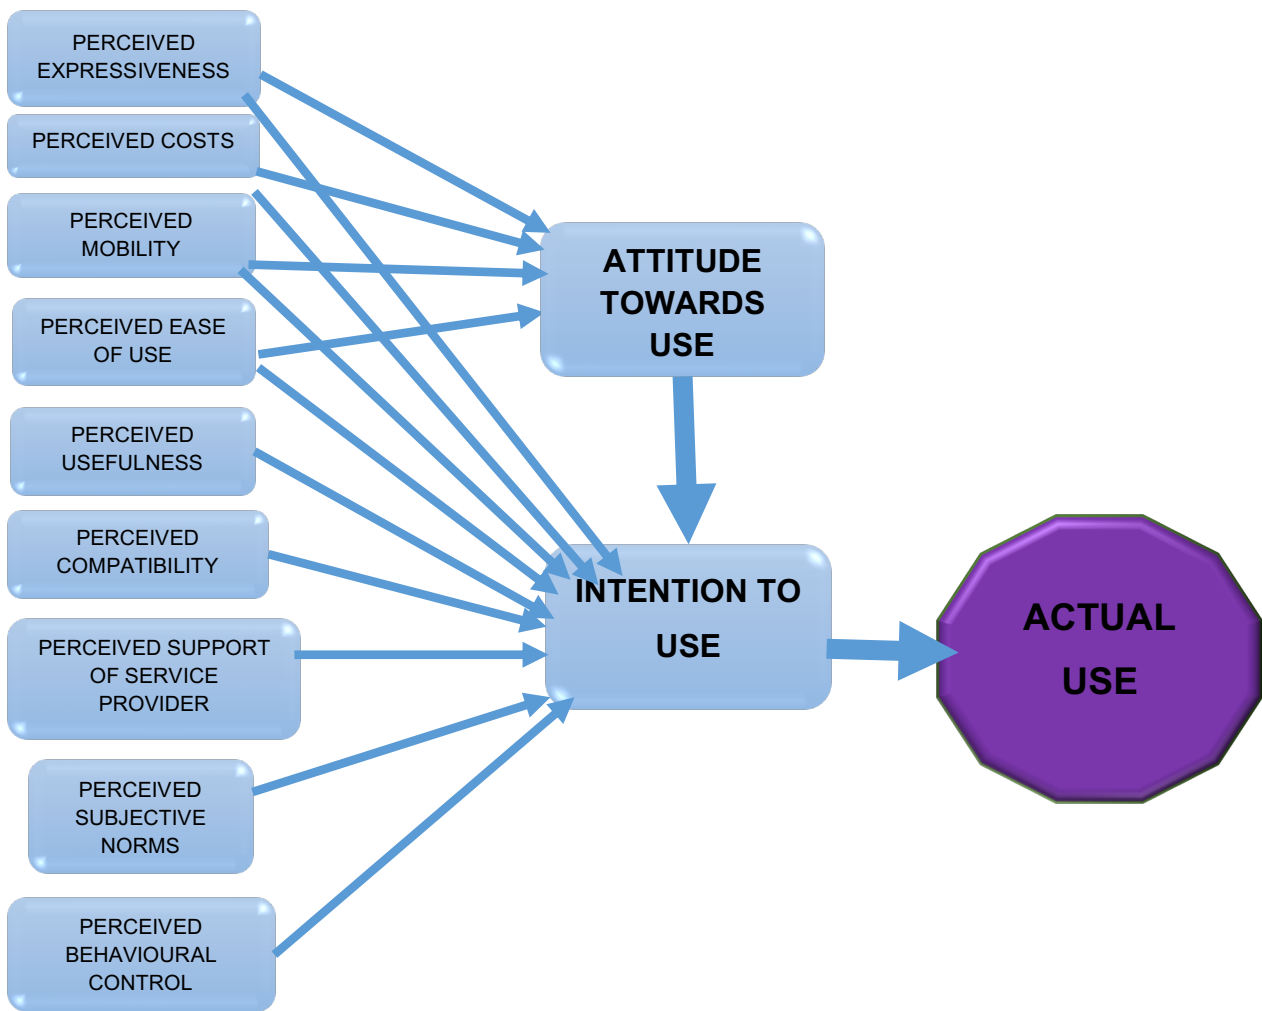 PERCEIVED
EXPRESSIVENESS
PERCEIVED COSTS
PERCEIVED
MOBILITY
PERCEIVED EASE
OF USE
PERCEIVED
USEFULNESS
PERCEIVED
COMPATIBILITY
PERCEIVED SUPPORT
OF SERVICE
PROVIDER
PERCEIVED
SUBJECTIVE
NORMS
PERCEIVED
BEHAVIOURAL
CONTROL
ATTITUDE
TOWARDS
USE
INTENTION TO
USE
ACTUAL
USE